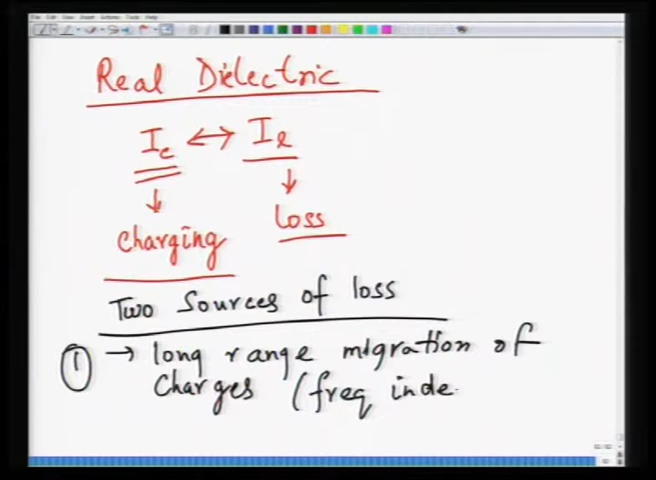 Real Dielectric
Ic ↔ Il
↓ ↓
charging loss
Two Sources of loss
① → long range migration of
Charges (freq inde